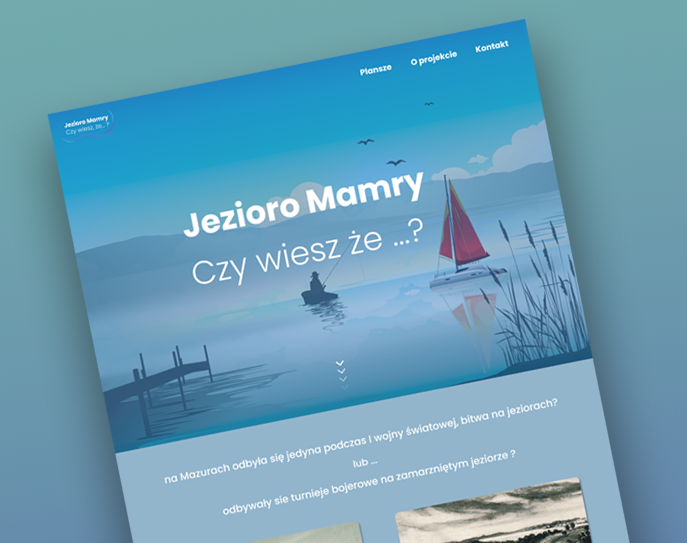 Plansze O projekcie Kontakt
Jezioro Mamry
Czy wiesz, że...?
Jezioro Mamry
Czy wiesz że ...?
na Mazurach odbyła się jedyna podczas I wojny światowej, bitwa na jeziorach?
lub ...
odbywały sie turnieje bojerowe na zamarzniętym jeziorze ?